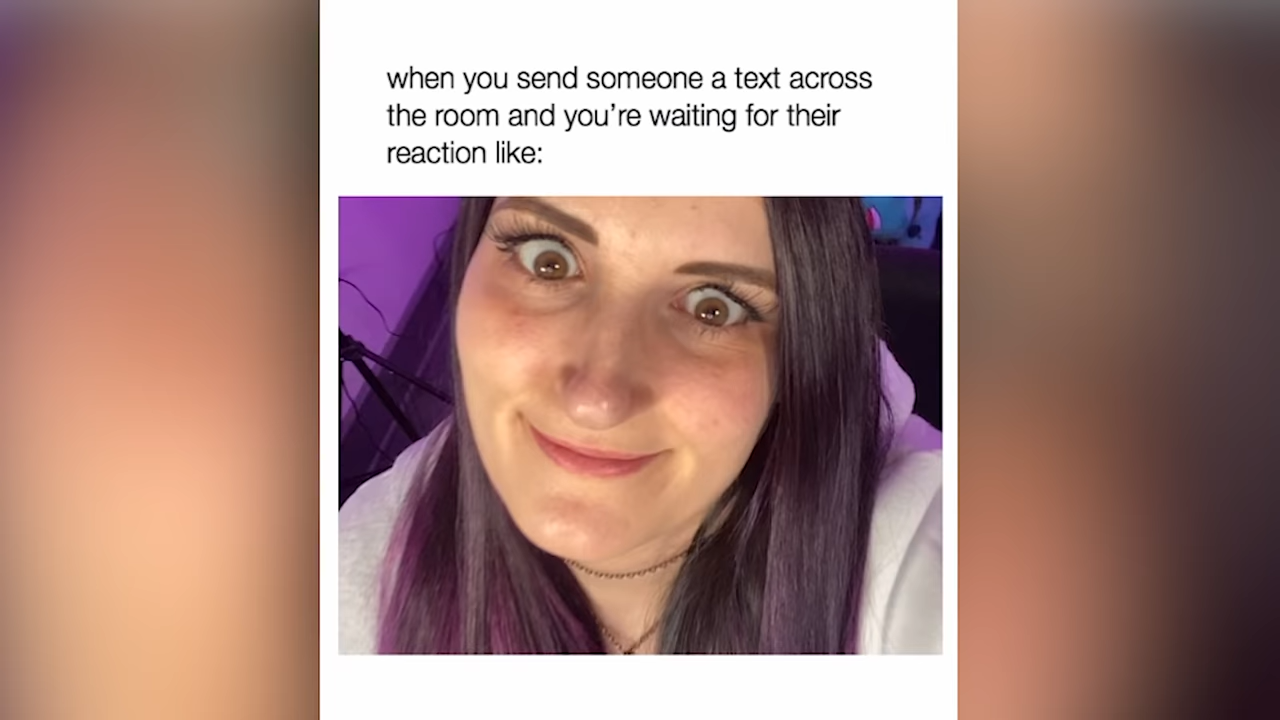 when you send someone a text across
the room and you're waiting for their
reaction like: